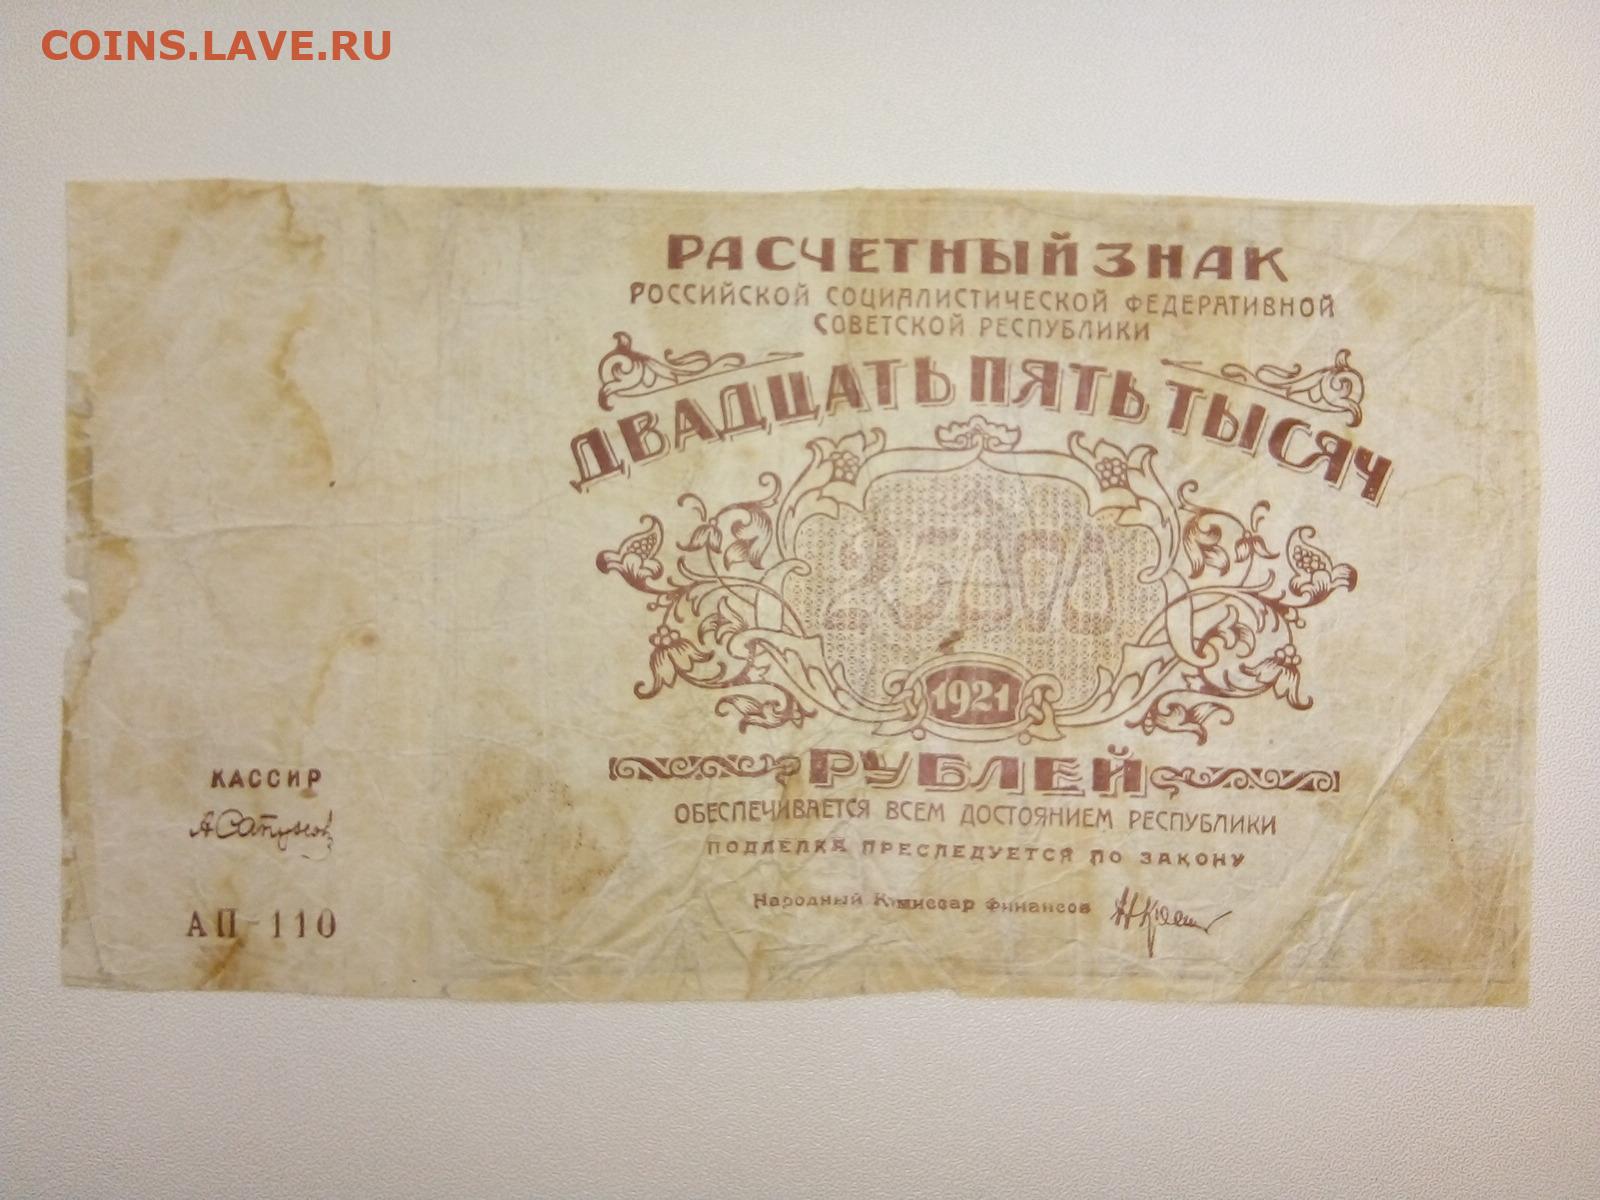 COINS.LAVE.RU
РАСЧЕТНЫЙ ЗНАК
РОССИЙСКОЙ СОЦИАЛИСТИЧЕСКОЙ ФЕДЕРАТИВНОЙ
СОВЕТСКОЙ РЕСПУБЛИКИ
ДВАДЦАТЬ ПЯТЬ ТЫСЯЧ
25000
1921
РУБЛЕЙ
ОБЕСПЕЧИВАЕТСЯ ВСЕМ ДОСТОЯНИЕМ РЕСПУБЛИКИ
ПОДДЕЛКА ПРЕСЛЕДУЕТСЯ ПО ЗАКОНУ
Народный Комиссар Финансов
КАССИР
АП-110